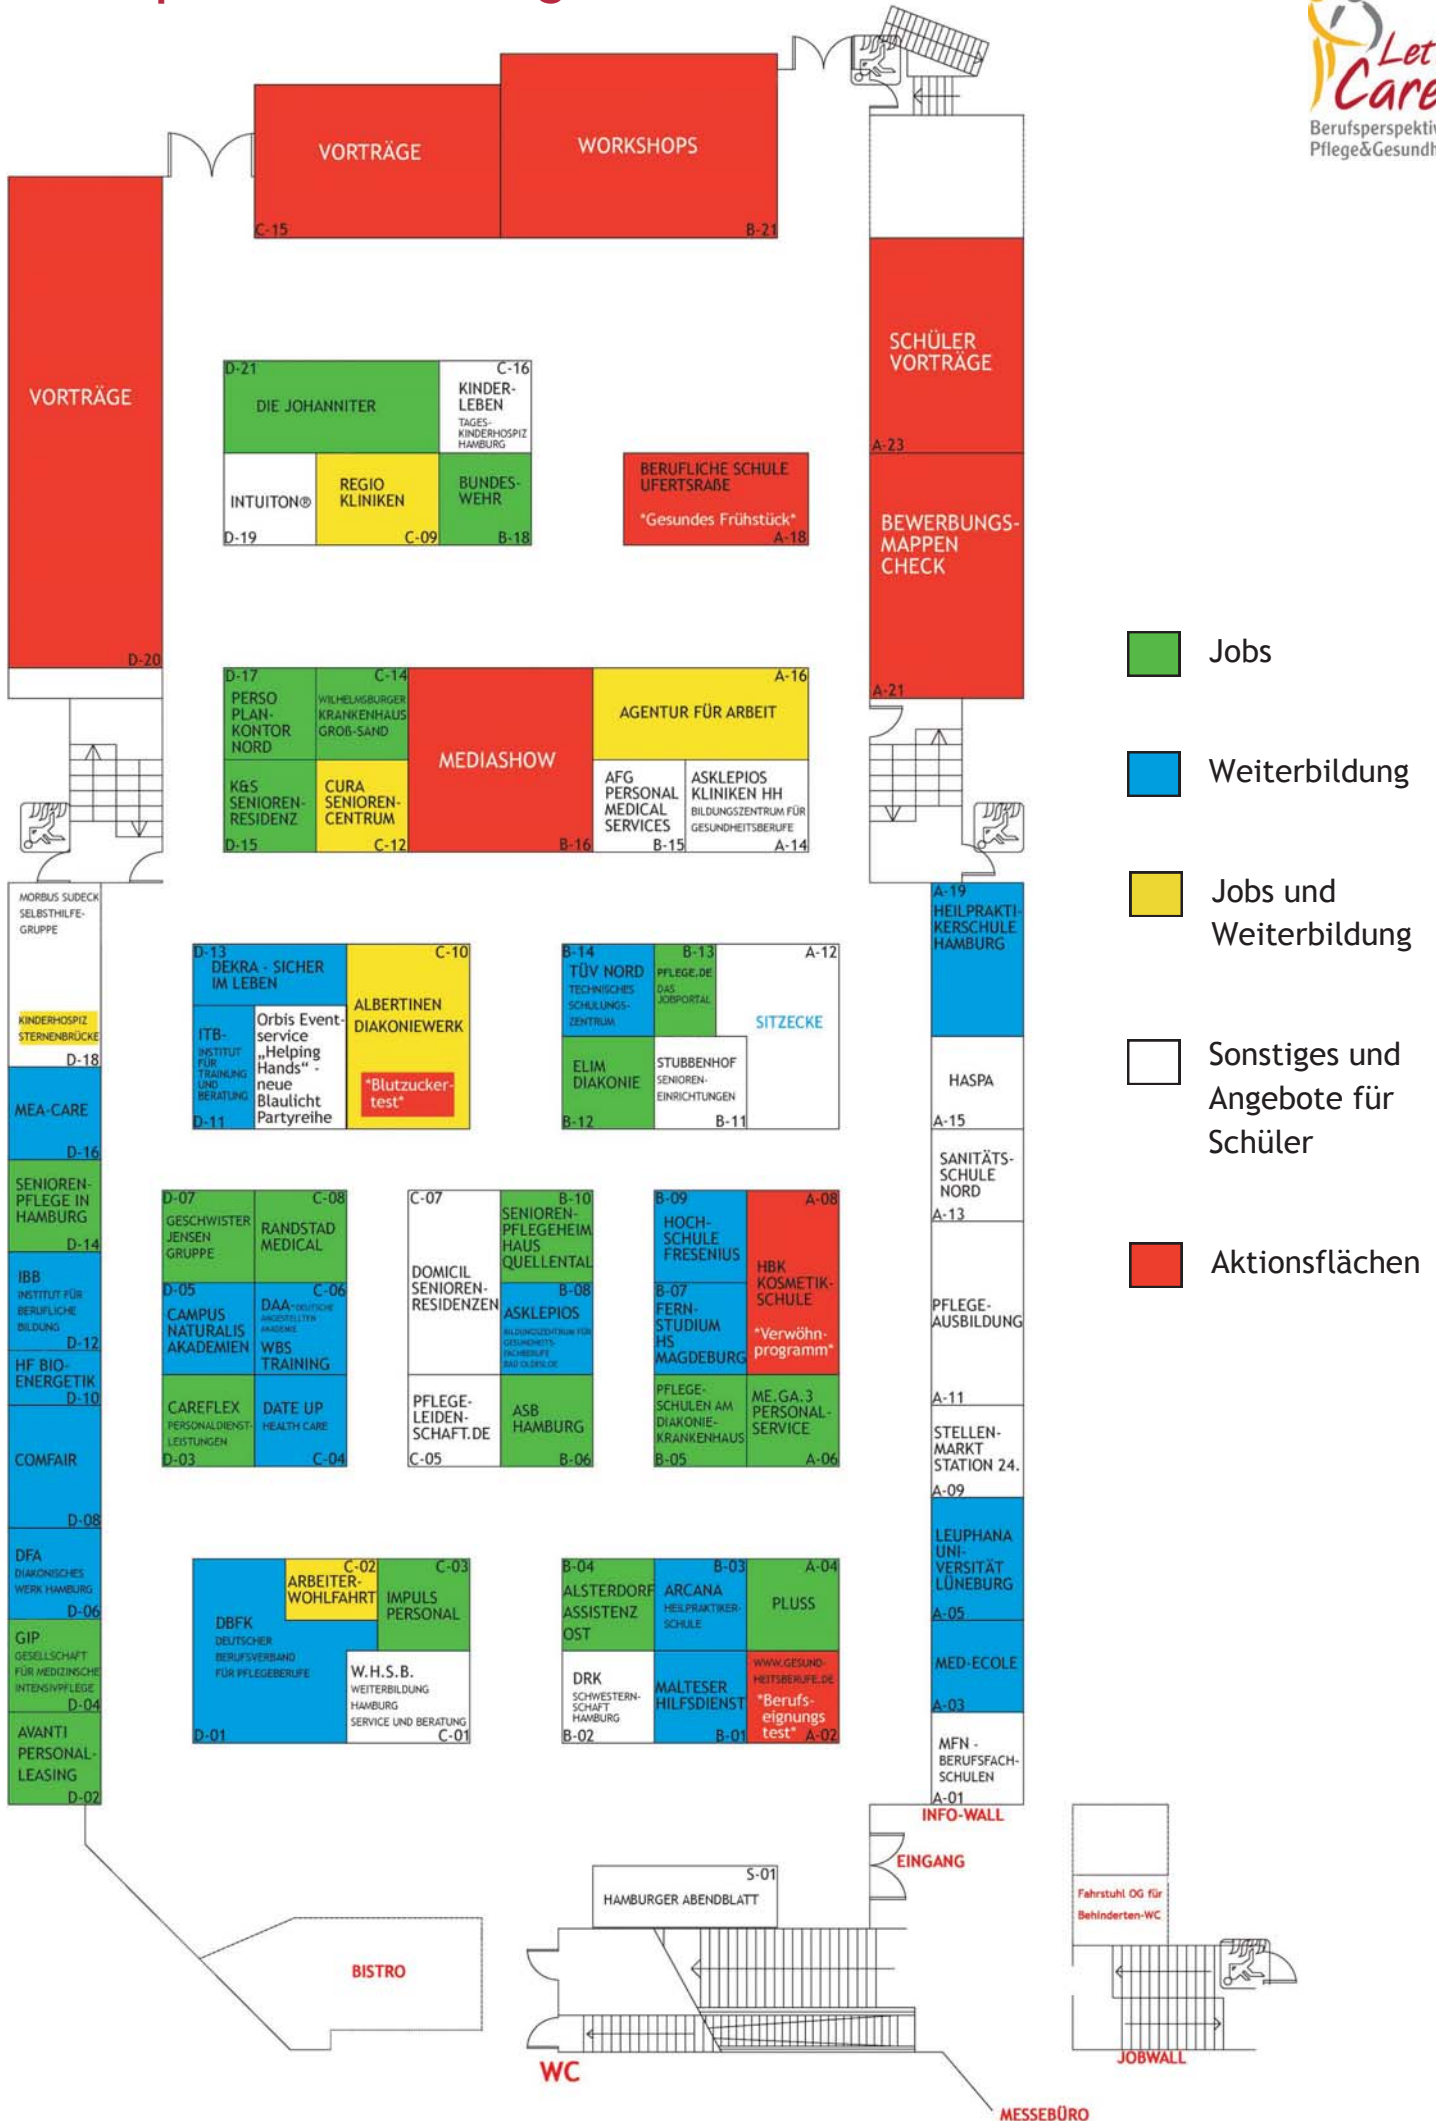 Let
Care
Berufsperspektiv
Pflege&Gesundh
VORTRÄGE
C-15
WORKSHOPS
B-21
VORTRÄGE
D-20
SCHÜLER
VORTRÄGE
A-23
BEWERBUNGS-
MAPPEN
CHECK
A-21
D-21
DIE JOHANNITER
C-16
KINDER-
LEBEN
TAGES-
KINDERHOSPIZ
HAMBURG
INTUITON®
D-19
REGIO
KLINIKEN
C-09
BUNDES-
WEHR
B-18
BERUFLICHE SCHULE
UFERTSRAßE
*Gesundes Frühstück*
A-18
Jobs
Weiterbildung
Jobs und
Weiterbildung
Sonstiges und
Angebote für
Schüler
Aktionsflächen
D-17
PERSO
PLAN-
KONTOR
NORD
C-14
WILHELMSBURGER
KRANKENHAUS
GROß-SAND
K&S
SENIOREN-
RESIDENZ
D-15
CURA
SENIOREN-
CENTRUM
C-12
MEDIASHOW
B-16
A-16
AGENTUR FÜR ARBEIT
AFG
PERSONAL
MEDICAL
SERVICES
B-15
ASKLEPIOS
KLINIKEN HH
BILDUNGSZENTRUM FÜR
GESUNDHEITSBERUFE
A-14
MORBUS SUDECK
SELBSTHILFE-
GRUPPE
KINDERHOSPIZ
STERNENBRÜCKE
D-18
MEA-CARE
D-16
SENIOREN-
PFLEGE IN
HAMBURG
D-14
IBB
INSTITUT FÜR
BERUFLICHE
BILDUNG
D-12
HF BIO-
ENERGETIK
D-10
COMFAIR
D-08
DFA
DIAKONISCHES
WERK HAMBURG
D-06
GIP
GESELLSCHAFT
FÜR MEDIZINSCHE
INTENSIVPFLEGE
D-04
AVANTI
PERSONAL-
LEASING
D-02
D-13
DEKRA - SICHER
IM LEBEN
ITB-
INSTITUT
FÜR
TRAINUNG
UND
BERATUNG
D-11
Orbis Event-
service
„Helping
Hands“ -
neue
Blaulicht
Partyreihe
C-10
ALBERTINEN
DIAKONIEWERK
*Blutzucker-
test*
B-14
TÜV NORD
TECHNISCHES
SCHULUNGS-
ZENTRUM
B-13
PFLEGE.DE
DAS
JOBPORTAL
A-12
SITZECKE
ELIM
DIAKONIE
B-12
STUBBENHOF
SENIOREN-
EINRICHTUNGEN
B-11
A-19
HEILPRAKTI-
KERSCHULE
HAMBURG
HASPA
A-15
SANITÄTS-
SCHULE
NORD
A-13
PFLEGE-
AUSBILDUNG
A-11
STELLEN-
MARKT
STATION 24.
A-09
LEUPHANA
UNI-
VERSITÄT
LÜNEBURG
A-05
MED-ECOLE
A-03
MFN -
BERUFSFACH-
SCHULEN
A-01
D-07
GESCHWISTER
JENSEN
GRUPPE
C-08
RANDSTAD
MEDICAL
D-05
CAMPUS
NATURALIS
AKADEMIEN
C-06
DAA-DEUTSCHE
ANGESTELLTEN
AKADEMIE
WBS
TRAINING
CAREFLEX
PERSONALDIENST-
LEISTUNGEN
D-03
DATE UP
HEALTH CARE
C-04
C-07
DOMICIL
SENIOREN-
RESIDENZEN
B-10
SENIOREN-
PFLEGEHEIM
HAUS
QUELLENTAL
B-08
ASKLEPIOS
BILDUNGSZENTRUM FÜR
GESUNDHEITS-
FACHBERUFE
BAD OLDESLOE
PFLEGE-
LEIDEN-
SCHAFT.DE
C-05
ASB
HAMBURG
B-06
B-09
HOCH-
SCHULE
FRESENIUS
A-08
HBK
KOSMETIK-
SCHULE
*Verwöhn-
programm*
B-07
FERN-
STUDIUM
HS
MAGDEBURG
PFLEGE-
SCHULEN AM
DIAKONIE-
KRANKENHAUS
B-05
ME.GA.3
PERSONAL-
SERVICE
A-06
DBFK
DEUTSCHER
BERUFSVERBAND
FÜR PFLEGEBERUFE
D-01
C-02
ARBEITER-
WOHLFAHRT
C-03
IMPULS
PERSONAL
W.H.S.B.
WEITERBILDUNG
HAMBURG
SERVICE UND BERATUNG
C-01
B-04
ALSTERDORF
ASSISTENZ
OST
B-03
ARCANA
HEILPRAKTIKER-
SCHULE
A-04
PLUSS
DRK
SCHWESTERN-
SCHAFT
HAMBURG
B-02
MALTESER
HILFSDIENST
B-01
WWW.GESUND-
HEITSBERUFE.DE
*Berufs-
eignungs
test*
A-02
INFO-WALL
EINGANG
S-01
HAMBURGER ABENDBLATT
Fahrstuhl OG für
Behinderten-WC
BISTRO
WC
JOBWALL
MESSEBÜRO